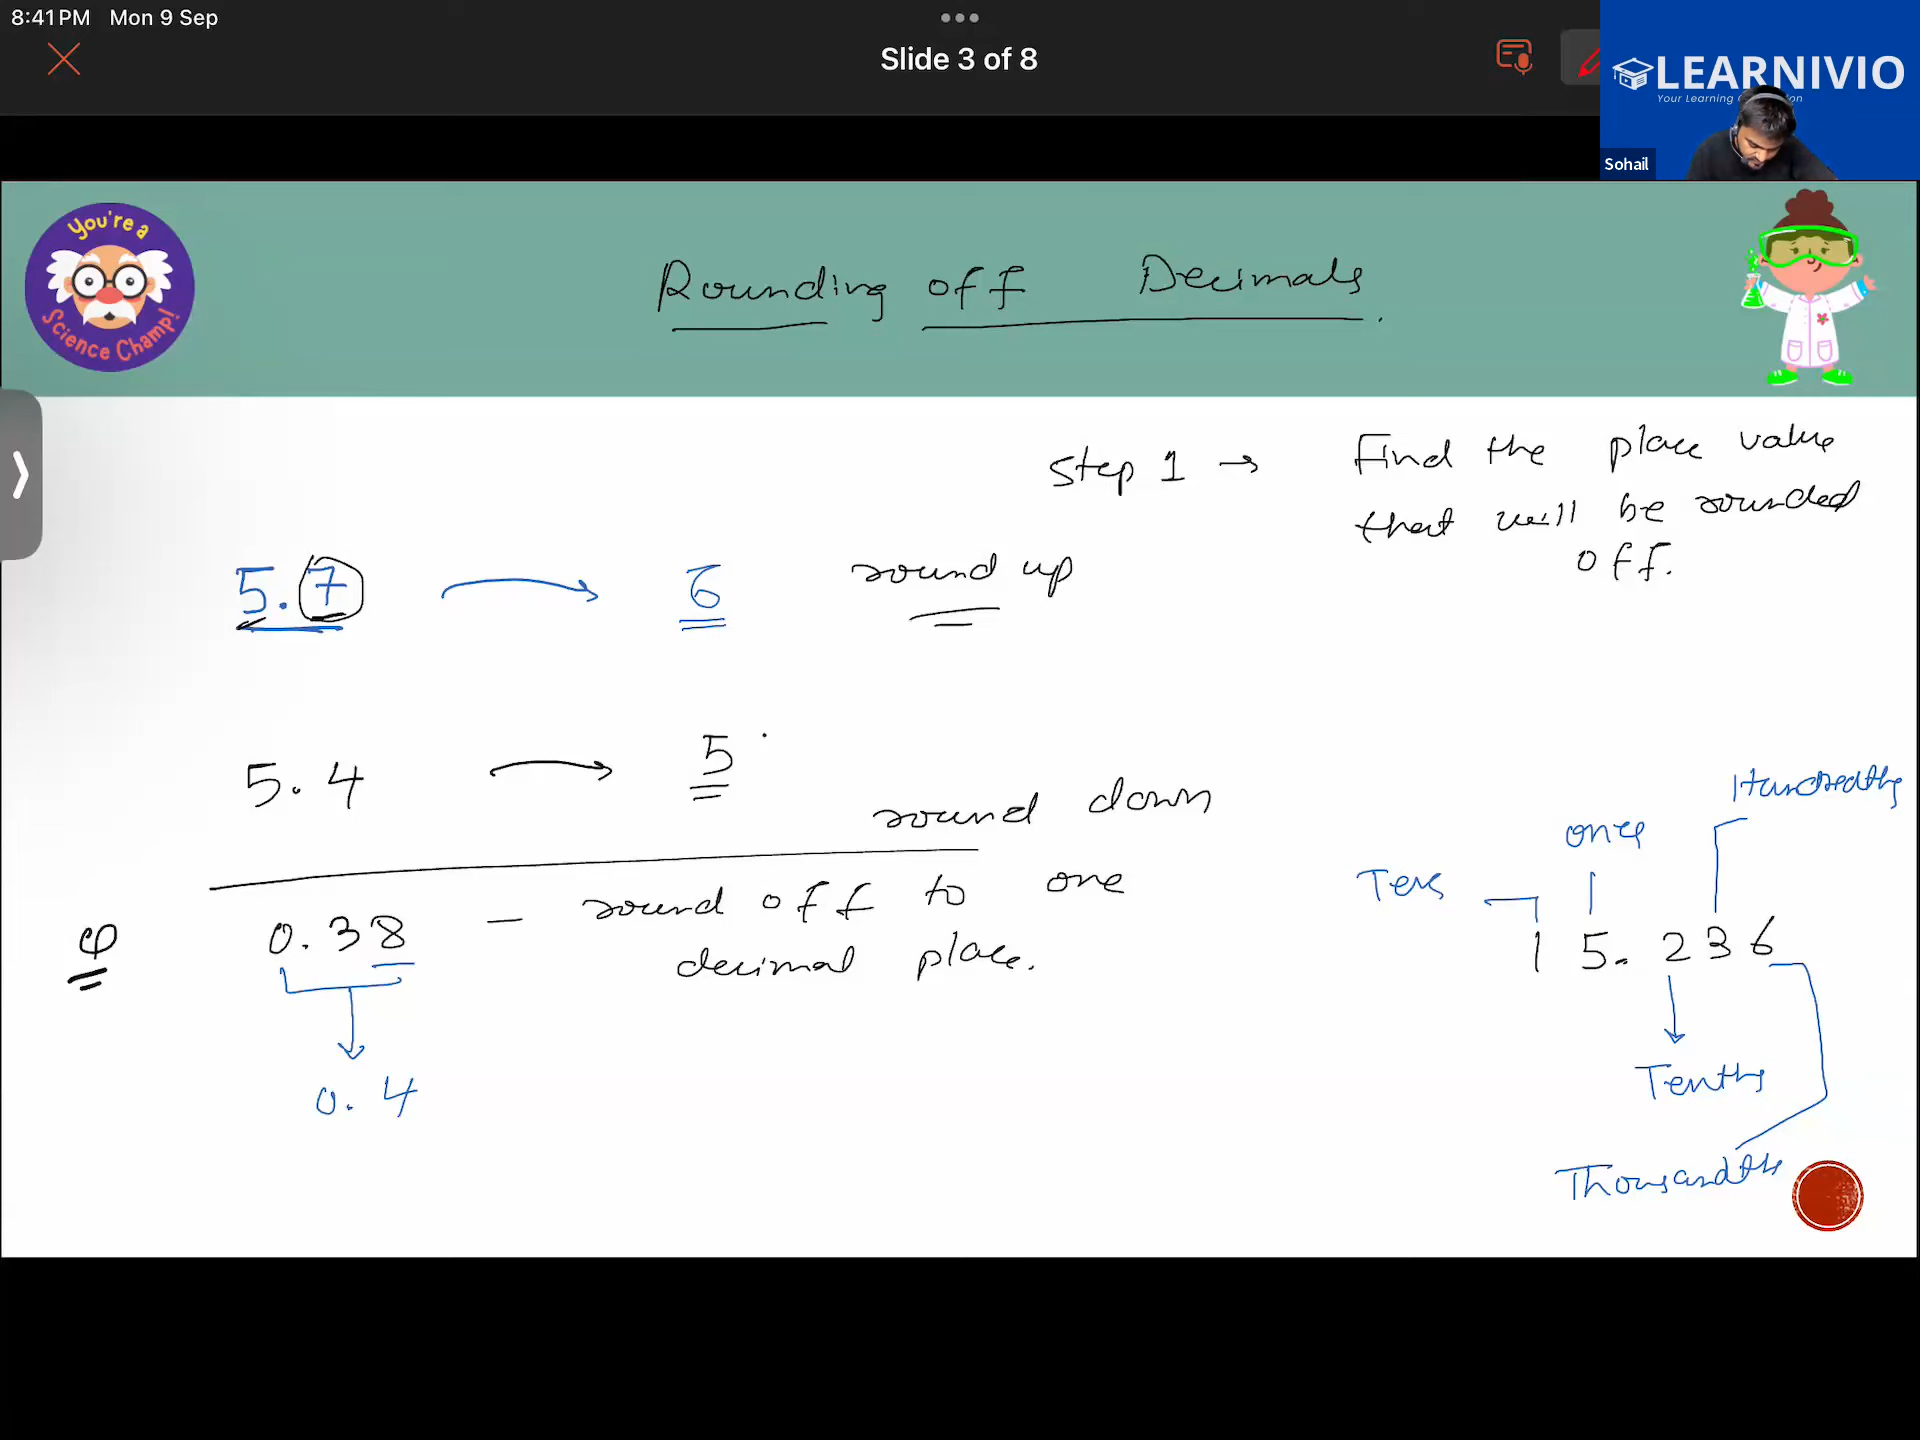 8:41 PM Mon 9 Sep
Slide 3 of 8
LEARNIVIO
Your Learning
Sohail
You're a
Science Champ!
Rounding off Decimals.
Step 1 → Find the place value
that will be rounded
off.
5.7 → 6 round up
5.4 → 5
round down
Q 0.38 – round off to one
decimal place.
0.4
Hundredths
ones
Tens
15.236
Tenths
Thousandths